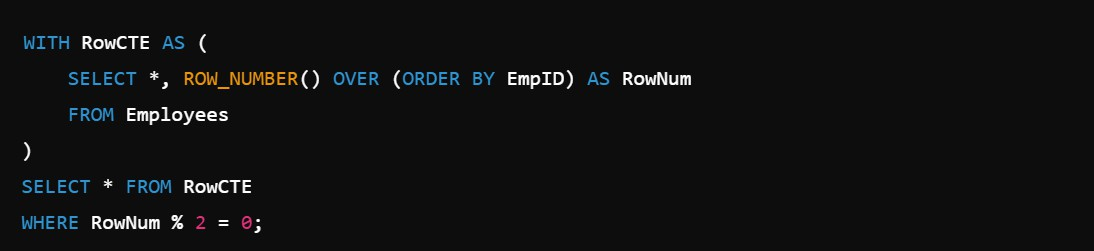 WITH RowCTE AS (
    SELECT *, ROW_NUMBER() OVER (ORDER BY EmpID) AS RowNum
    FROM Employees
)
SELECT * FROM RowCTE
WHERE RowNum % 2 = 0;